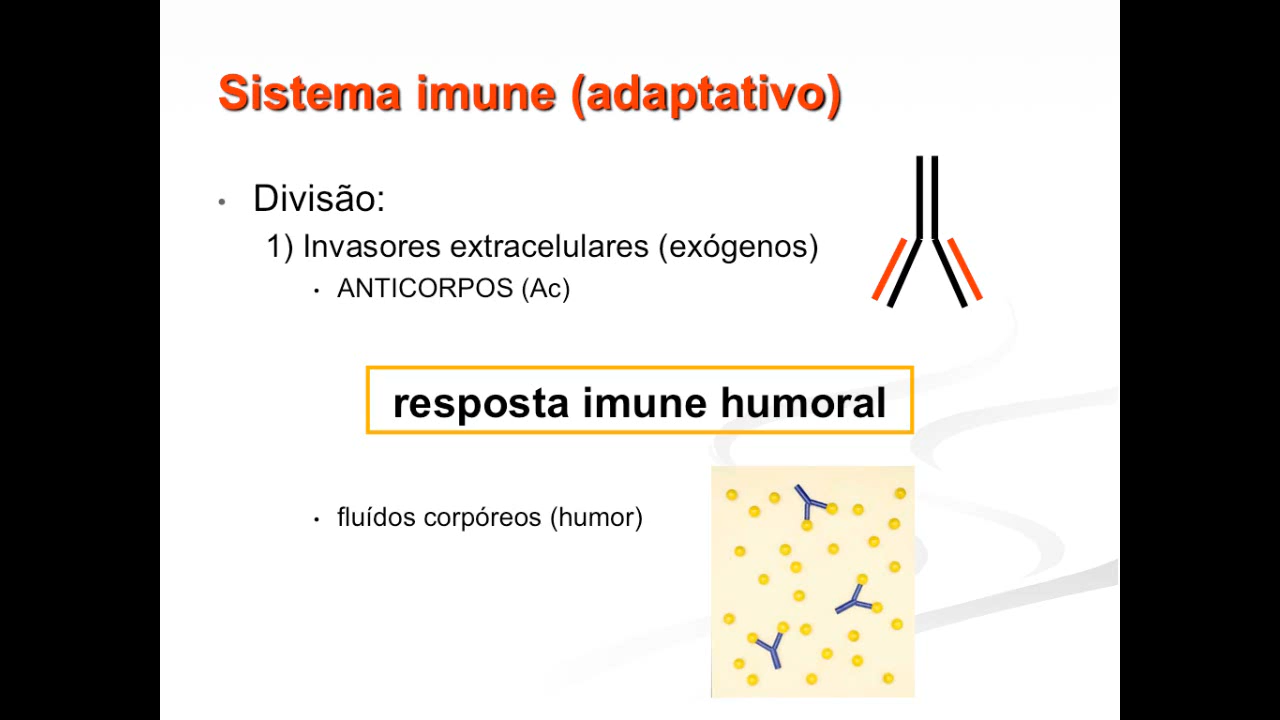 Sistema imune (adaptativo)
• Divisão:
1) Invasores extracelulares (exógenos)
• ANTICORPOS (Ac)
resposta imune humoral
• fluídos corpóreos (humor)